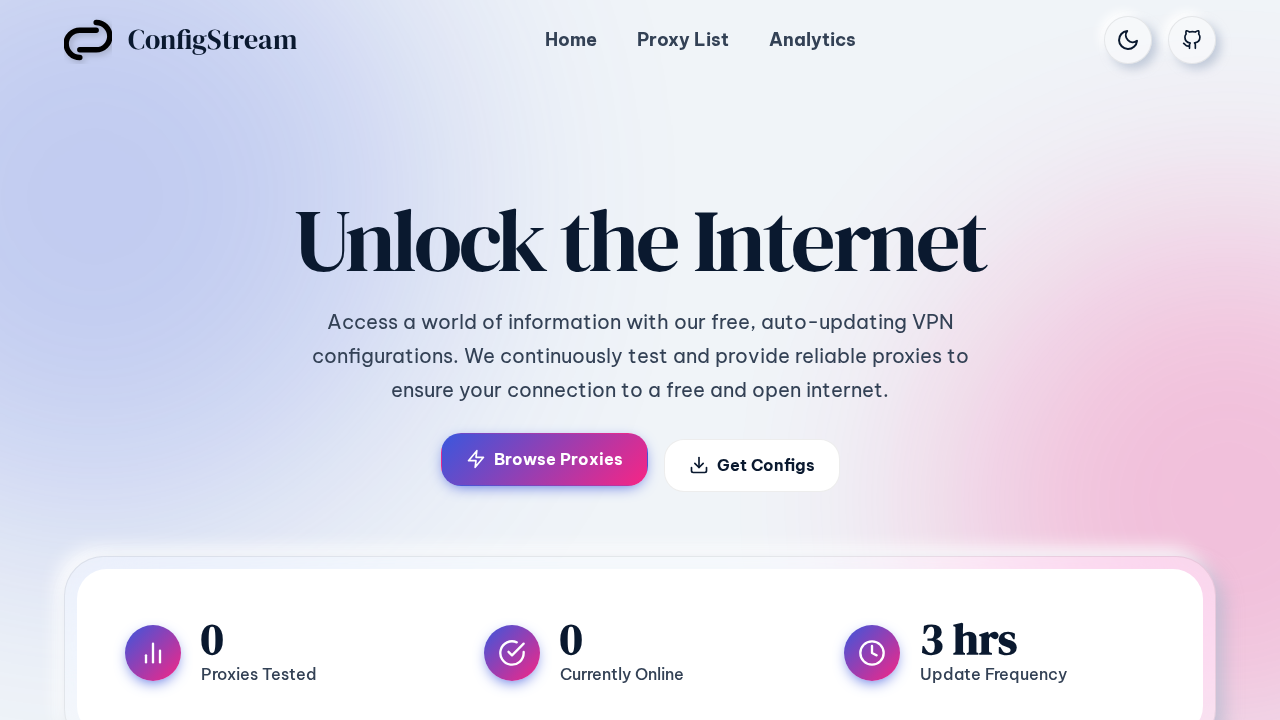 ConfigStream
Home
Proxy List
Analytics
Unlock the Internet
Access a world of information with our free, auto-updating VPN
configurations. We continuously test and provide reliable proxies to
ensure your connection to a free and open internet.
Browse Proxies
Get Configs
0
Proxies Tested
0
Currently Online
3 hrs
Update Frequency